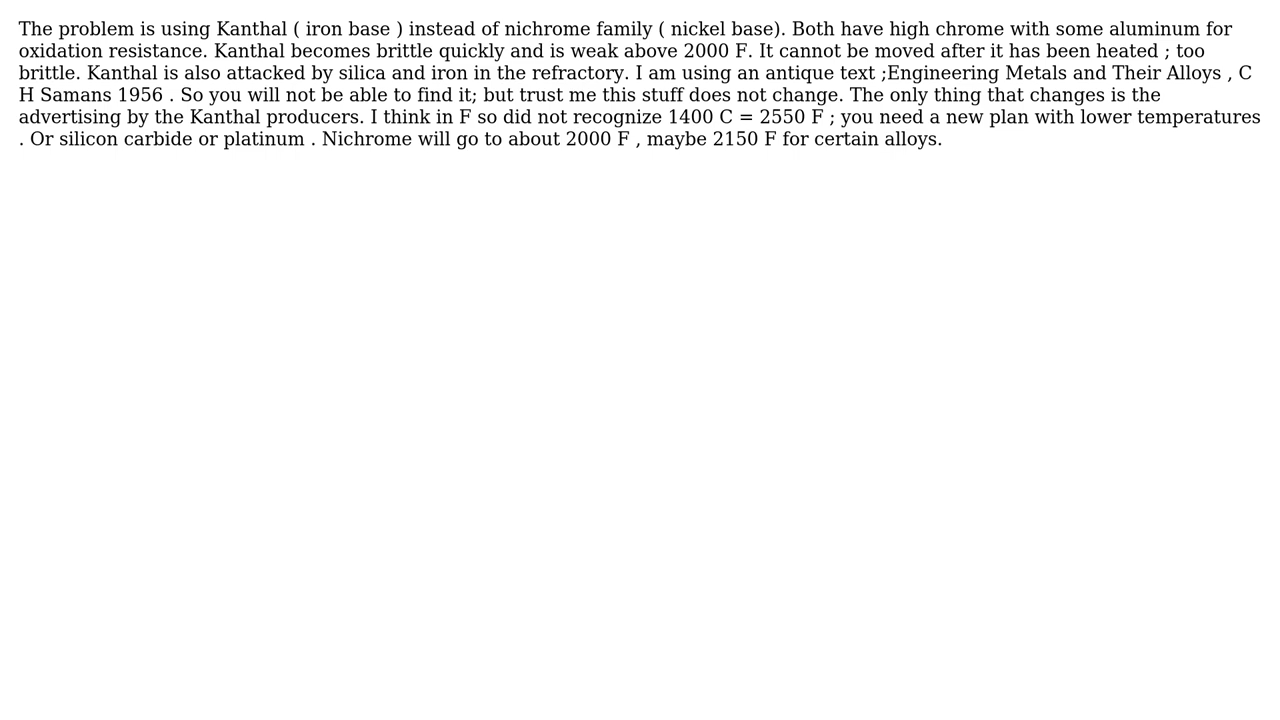 The problem is using Kanthal ( iron base ) instead of nichrome family ( nickel base). Both have high chrome with some aluminum for
oxidation resistance. Kanthal becomes brittle quickly and is weak above 2000 F. It cannot be moved after it has been heated ; too
brittle. Kanthal is also attacked by silica and iron in the refractory. I am using an antique text ;Engineering Metals and Their Alloys , C
H Samans 1956 . So you will not be able to find it; but trust me this stuff does not change. The only thing that changes is the
advertising by the Kanthal producers. I think in F so did not recognize 1400 C = 2550 F ; you need a new plan with lower temperatures
. Or silicon carbide or platinum . Nichrome will go to about 2000 F , maybe 2150 F for certain alloys.